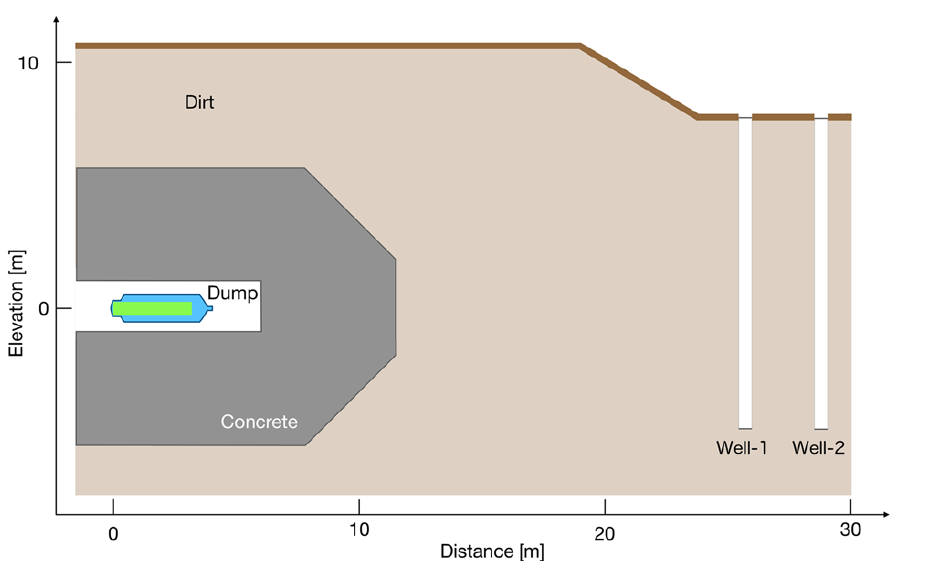 10
Dirt
Dump
0
Elevation [m]
Concrete
Well-1
Well-2
0
10
20
30
Distance [m]